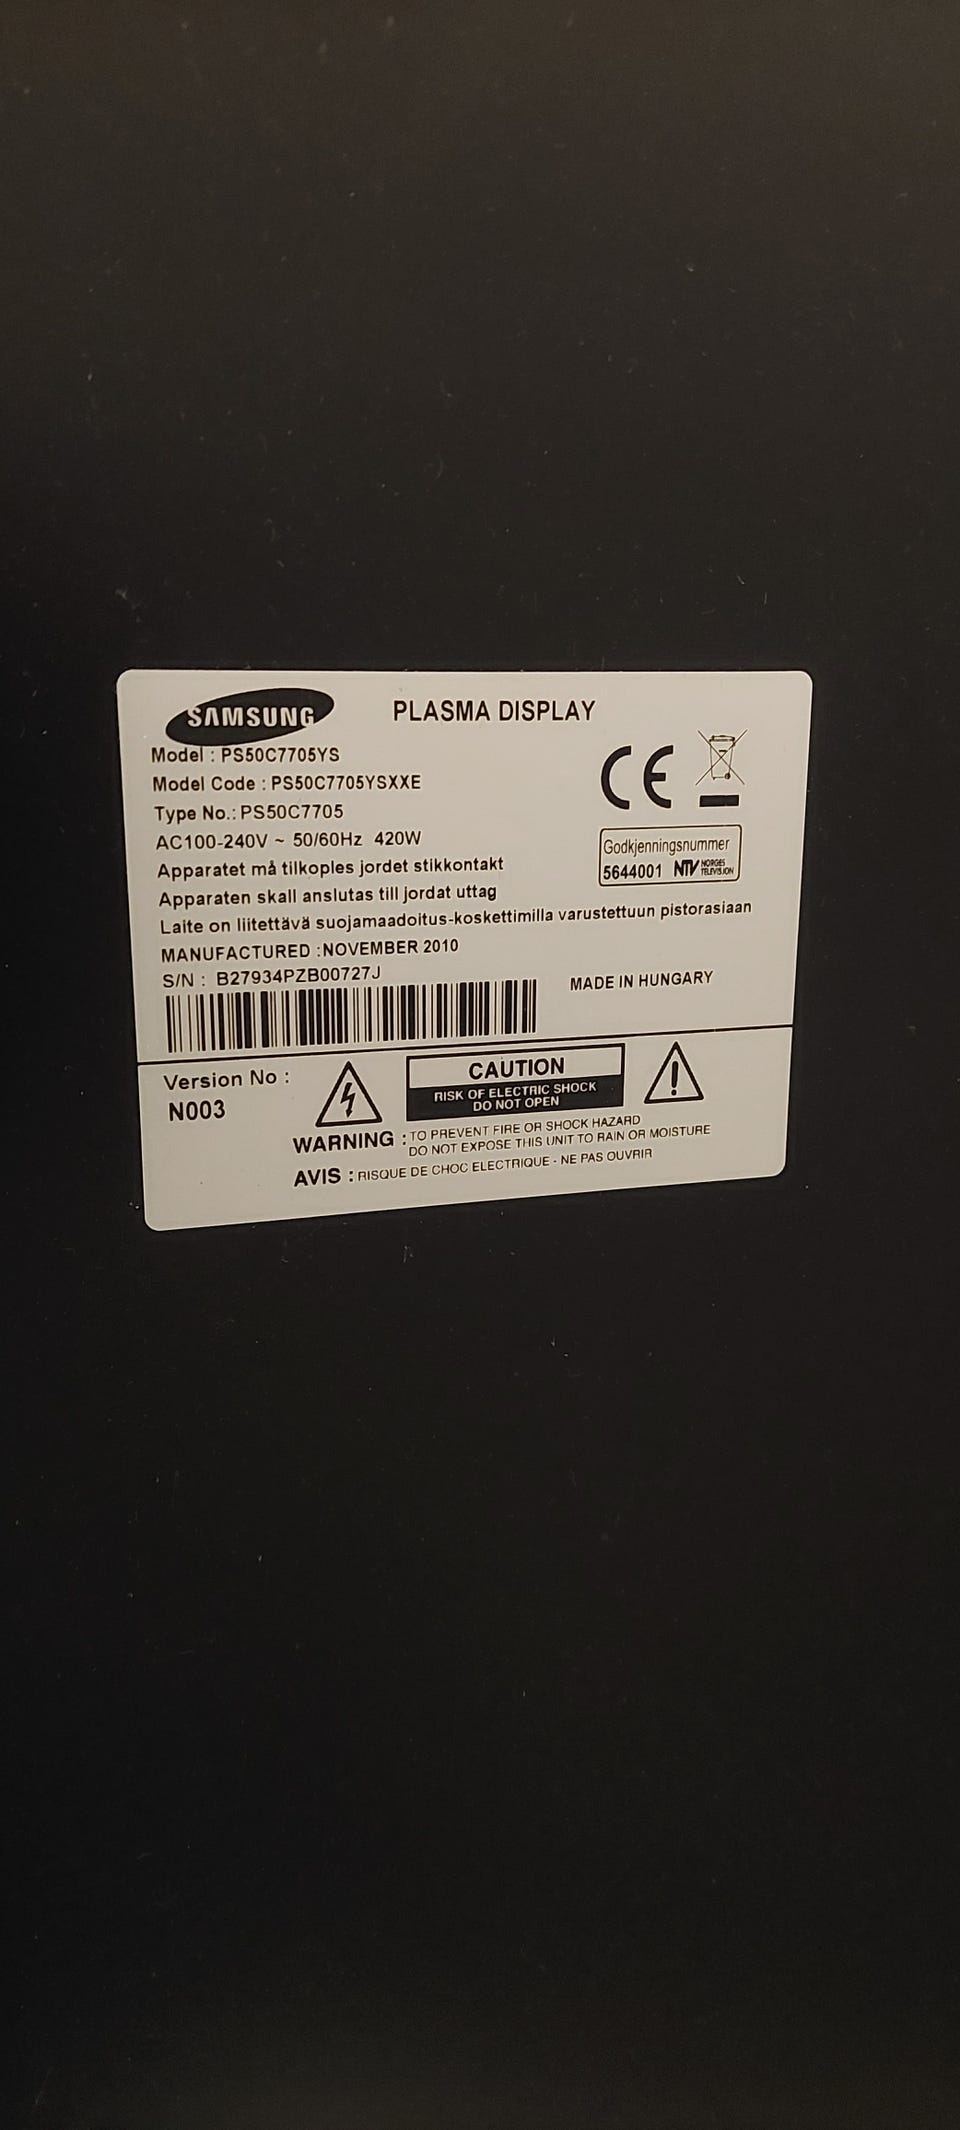 SAMSUNG
PLASMA DISPLAY
Model : PS50C7705YS
Model Code : PS50C7705YSXXE
Type No.: PS50C7705
AC100-240V ~ 50/60Hz 420W
Apparatet må tilkoples jordet stikkontakt
Apparaten skall anslutas till jordat uttag
Laite on liitettävä suojamaadoitus-koskettimilla varustettuun pistorasiaan
MANUFACTURED :NOVEMBER 2010
S/N : B27934PZB00727J
CE
Godkjenningsnummer
5644001 NTV NORGES TELEVISJON
MADE IN HUNGARY
Version No :
N003
CAUTION
RISK OF ELECTRIC SHOCK
DO NOT OPEN
WARNING : TO PREVENT FIRE OR SHOCK HAZARD
DO NOT EXPOSE THIS UNIT TO RAIN OR MOISTURE
AVIS : RISQUE DE CHOC ELECTRIQUE - NE PAS OUVRIR